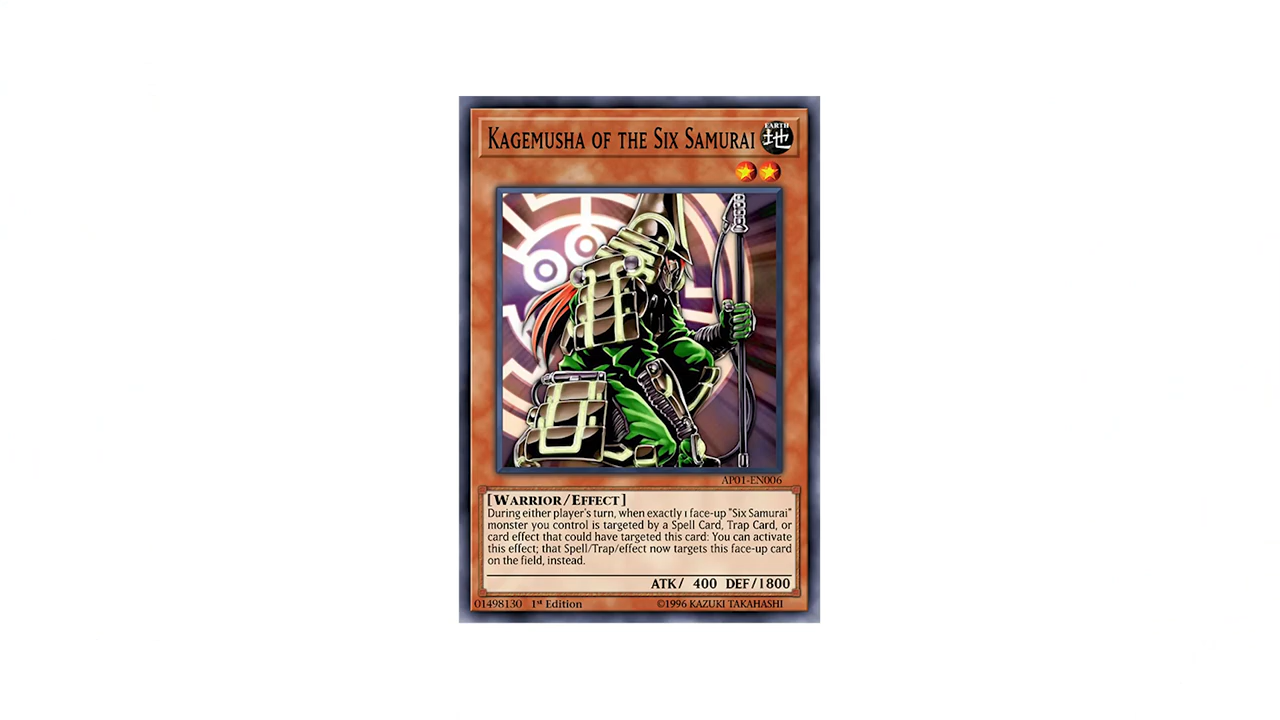 KAGEMUSHA OF THE SIX SAMURAI
EARTH
地
AP01-EN006
[WARRIOR/EFFECT]
During either player's turn, when exactly 1 face-up "Six Samurai"
monster you control is targeted by a Spell Card, Trap Card, or
card effect that could have targeted this card: You can activate
this effect; that Spell/Trap/effect now targets this face-up card
on the field, instead.
ATK/ 400 DEF/1800
01498130 1st Edition ©1996 KAZUKI TAKAHASHI